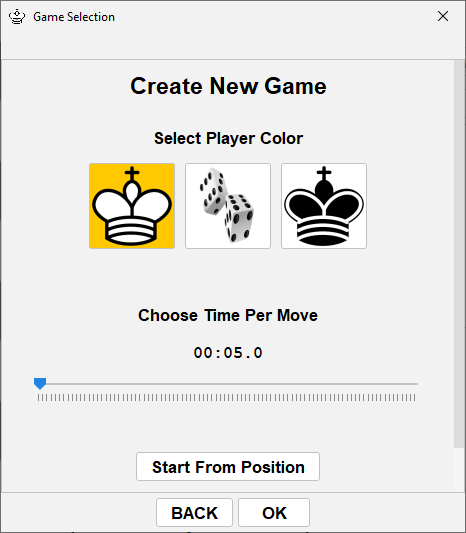 Game Selection
Create New Game
Select Player Color
Choose Time Per Move
00:05.0
Start From Position
BACK OK